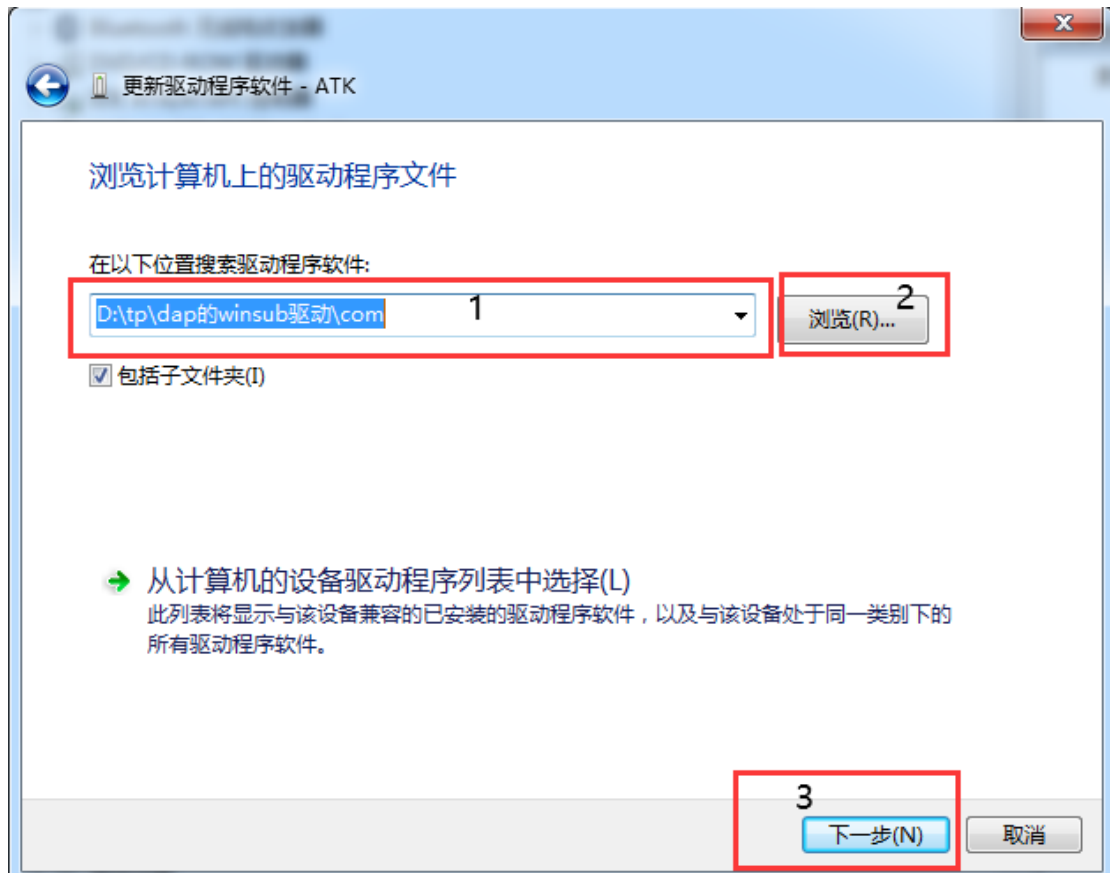 更新驱动程序软件 - ATK
浏览计算机上的驱动程序文件
在以下位置搜索驱动程序软件:
D:\tp\dap的winsub驱动\com
1
浏览(R)...
2
包括子文件夹(I)
从计算机的设备驱动程序列表中选择(L)
此列表将显示与该设备兼容的已安装的驱动程序软件，以及与该设备处于同一类别下的
所有驱动程序软件。
3
下一步(N)
取消